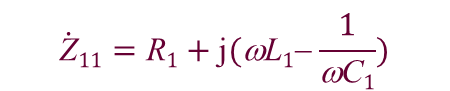 Ż₁₁ = R₁ + j(ωL₁–1/ωC₁)